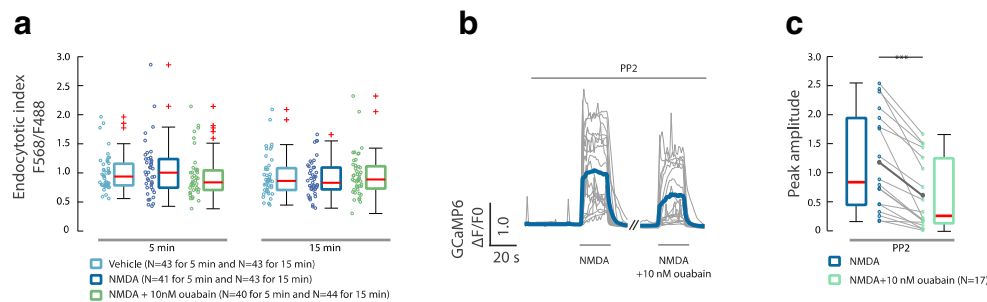 a
Endocytotic index
F568/F488
3.0
2.5
2.0
1.5
1.0
0.5
0
5 min
15 min
Vehicle (N=43 for 5 min and N=43 for 15 min)
NMDA (N=41 for 5 min and N=43 for 15 min)
NMDA + 10nM ouabain (N=40 for 5 min and N=44 for 15 min)
b
PP2
GCaMP6
ΔF/F0
1.0
20 s
//
NMDA
NMDA
+10 nM ouabain
c
Peak amplitude
3.0
2.5
2.0
1.5
1.0
0.5
0.0
***
PP2
NMDA
NMDA+10 nM ouabain (N=17)